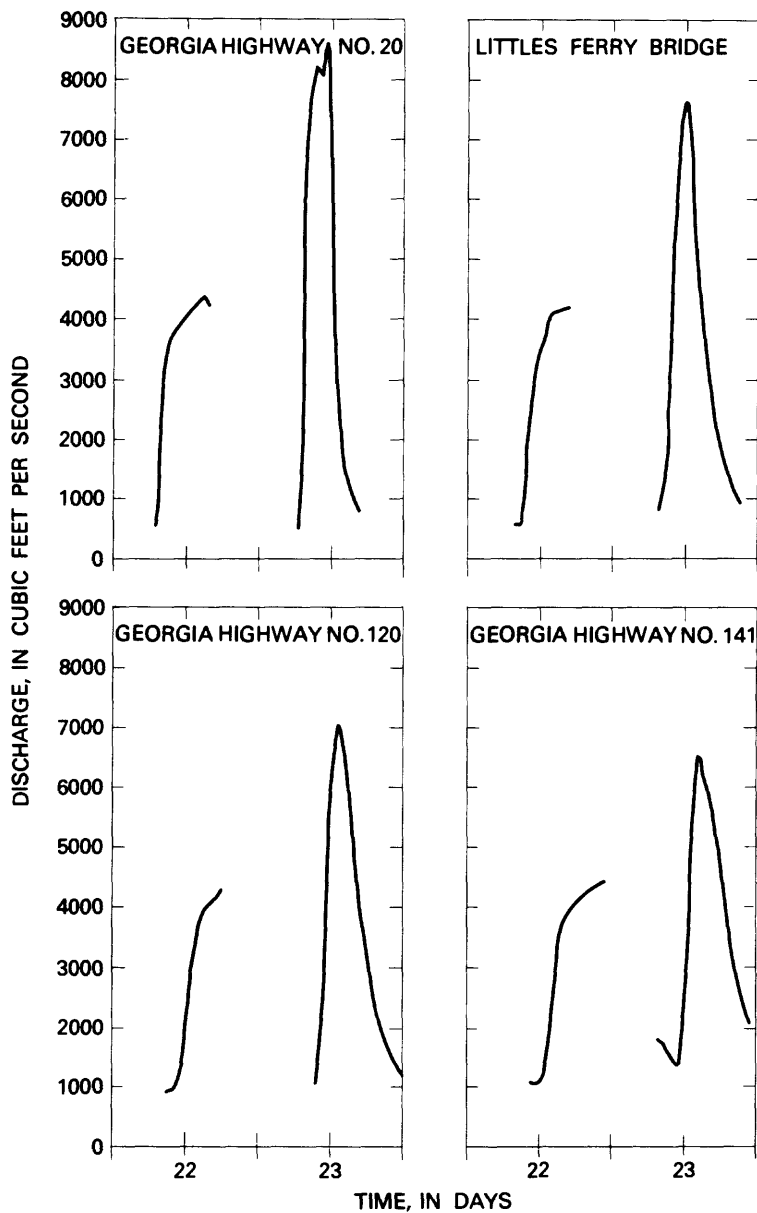 GEORGIA HIGHWAY NO. 20
LITTLES FERRY BRIDGE
9000
8000
7000
6000
5000
4000
3000
2000
1000
0
DISCHARGE, IN CUBIC FEET PER SECOND
GEORGIA HIGHWAY NO. 120
GEORGIA HIGHWAY NO. 141
9000
8000
7000
6000
5000
4000
3000
2000
1000
0
22 23 22 23
TIME, IN DAYS